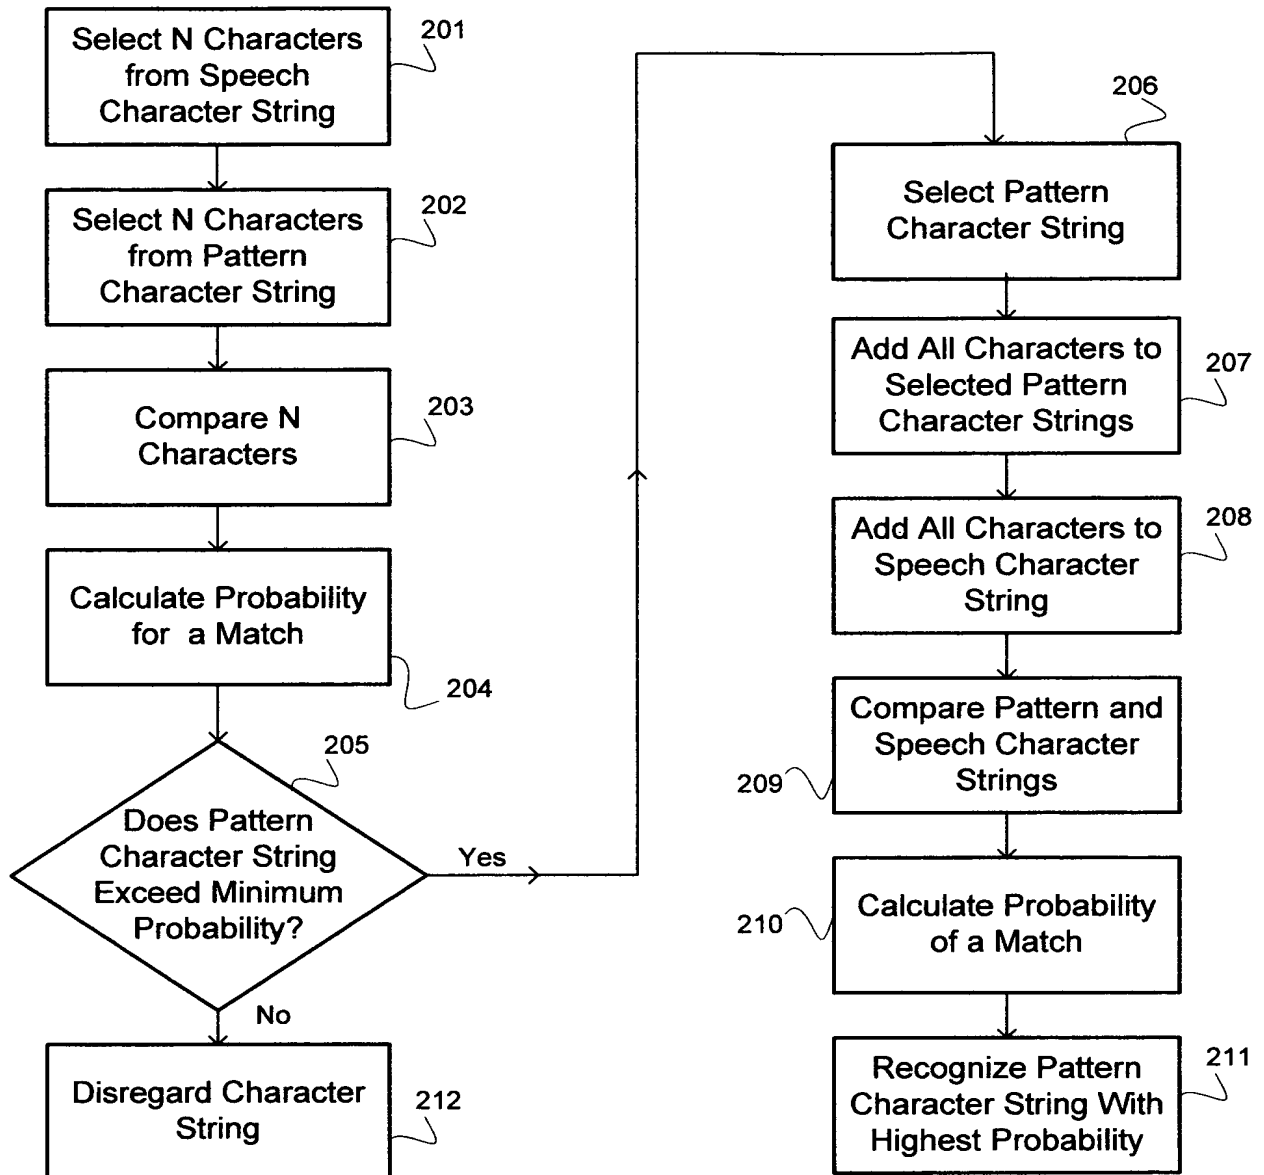 Select N Characters
from Speech
Character String
201
Select N Characters
from Pattern
Character String
202
Compare N
Characters
203
Calculate Probability
for a Match
204
205
Does Pattern
Character String
Exceed Minimum
Probability?
Yes
No
Disregard Character
String
212
206
Select Pattern
Character String
Add All Characters to
Selected Pattern
Character Strings
207
Add All Characters to
Speech Character
String
208
Compare Pattern and
Speech Character
Strings
209
Calculate Probability
of a Match
210
Recognize Pattern
Character String With
Highest Probability
211